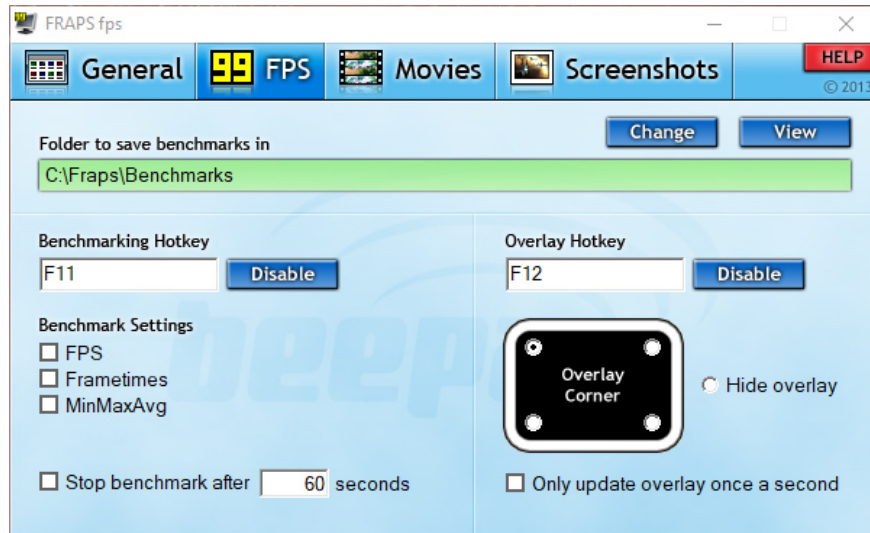 FRAPS fps
General
99 FPS
Movies
Screenshots
HELP
© 2013
Folder to save benchmarks in
Change
View
C:\Fraps\Benchmarks
Benchmarking Hotkey
F11
Disable
Benchmark Settings
FPS
Frametimes
MinMaxAvg
Stop benchmark after 60 seconds
Overlay Hotkey
F12
Disable
Overlay
Corner
Hide overlay
Only update overlay once a second